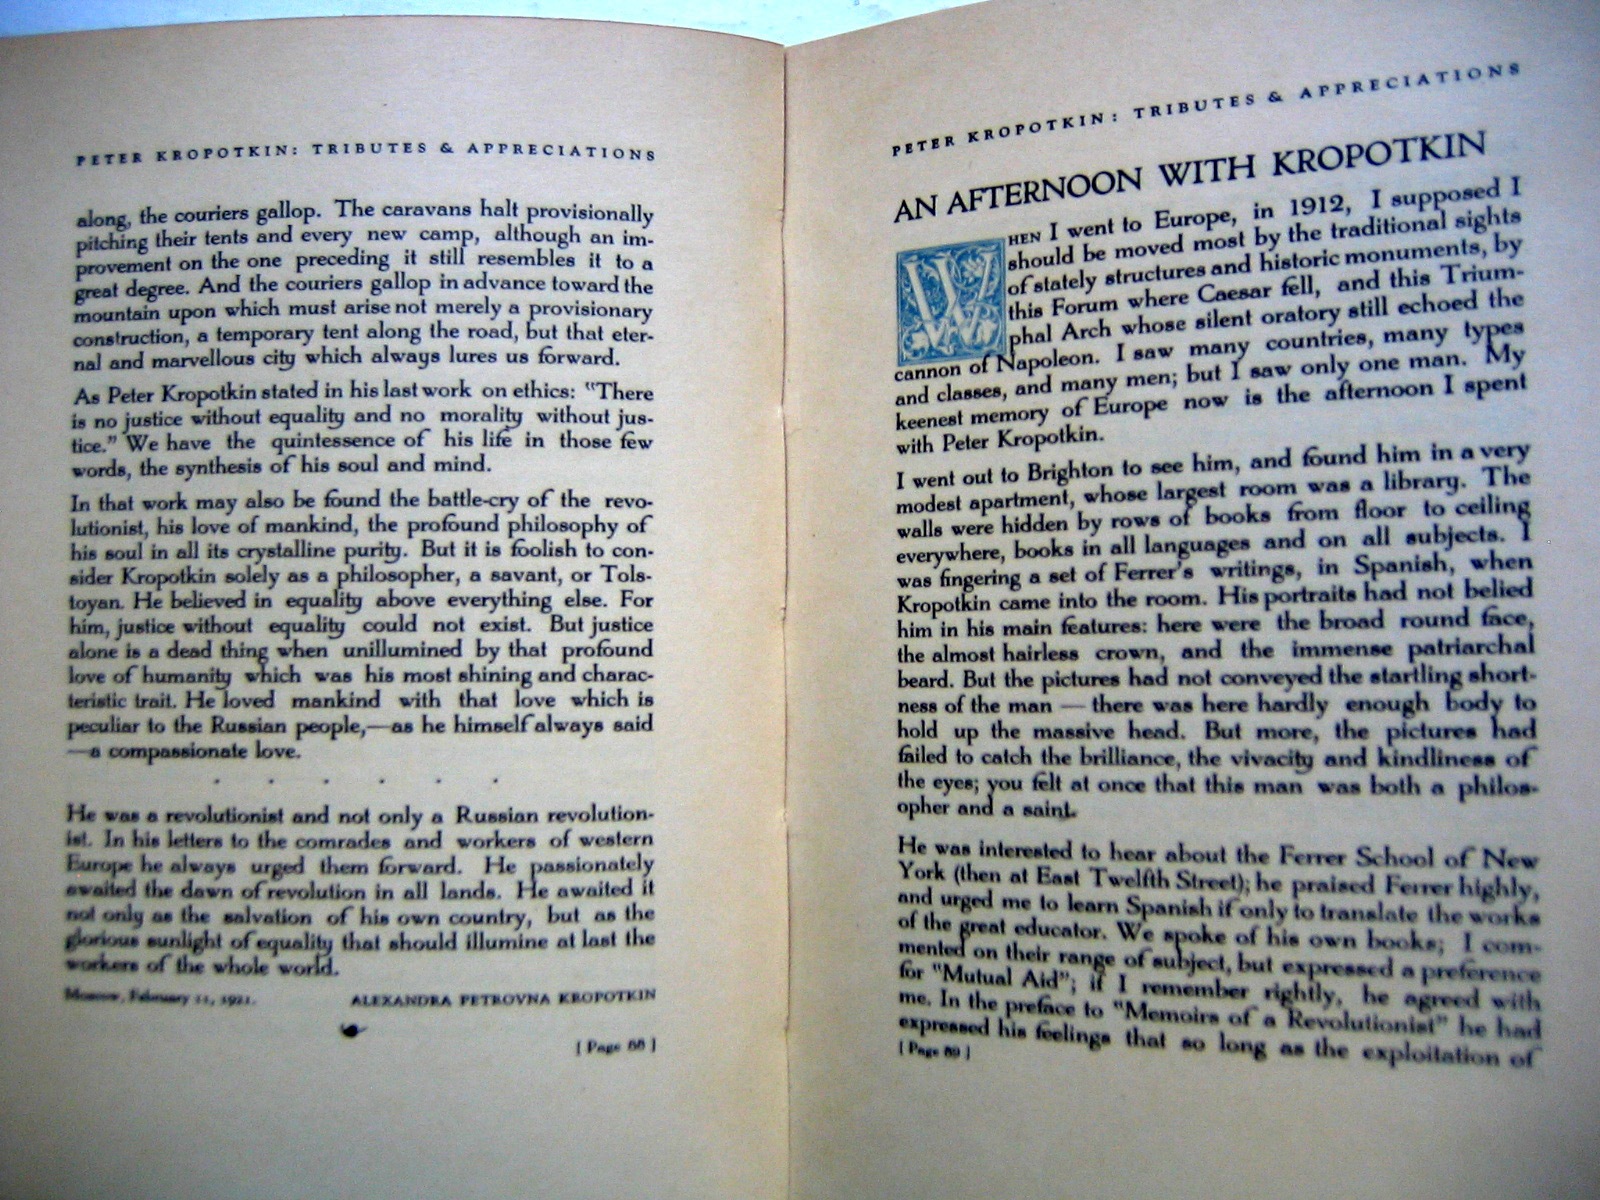 PETER KROPOTKIN: TRIBUTES & APPRECIATIONS
along, the couriers gallop. The caravans halt provisionally
pitching their tents and every new camp, although an im-
provement on the one preceding it still resembles it to a
great degree. And the couriers gallop in advance toward the
mountain upon which must arise not merely a provisionary
construction, a temporary tent along the road, but that eter-
nal and marvellous city which always lures us forward.
As Peter Kropotkin stated in his last work on ethics: "There
is no justice without equality and no morality without jus-
tice." We have the quintessence of his life in those few
words, the synthesis of his soul and mind.
In that work may also be found the battle-cry of the revo-
lutionist, his love of mankind, the profound philosophy of
his soul in all its crystalline purity. But it is foolish to con-
sider Kropotkin solely as a philosopher, a savant, or Tols-
toyan. He believed in equality above everything else. For
him, justice without equality could not exist. But justice
alone is a dead thing when unillumined by that profound
love of humanity which was his most shining and charac-
teristic trait. He loved mankind with that love which is
peculiar to the Russian people,—as he himself always said
—a compassionate love.
. . . . . .
He was a revolutionist and not only a Russian revolution-
ist. In his letters to the comrades and workers of western
Europe he always urged them forward. He passionately
awaited the dawn of revolution in all lands. He awaited it
not only as the salvation of his own country, but as the
glorious sunlight of equality that should illumine at last the
workers of the whole world.
Moscow, February 11, 1921. ALEXANDRA PETROVNA KROPOTKIN
[ Page 88 ]
PETER KROPOTKIN: TRIBUTES & APPRECIATIONS
AN AFTERNOON WITH KROPOTKIN
WHEN I went to Europe, in 1912, I supposed I
should be moved most by the traditional sights
of stately structures and historic monuments, by
this Forum where Caesar fell, and this Trium-
phal Arch whose silent oratory still echoed the
cannon of Napoleon. I saw many countries, many types
and classes, and many men; but I saw only one man. My
keenest memory of Europe now is the afternoon I spent
with Peter Kropotkin.
I went out to Brighton to see him, and found him in a very
modest apartment, whose largest room was a library. The
walls were hidden by rows of books from floor to ceiling
everywhere, books in all languages and on all subjects. I
was fingering a set of Ferrer's writings, in Spanish, when
Kropotkin came into the room. His portraits had not belied
him in his main features: here were the broad round face,
the almost hairless crown, and the immense patriarchal
beard. But the pictures had not conveyed the startling short-
ness of the man — there was here hardly enough body to
hold up the massive head. But more, the pictures had
failed to catch the brilliance, the vivacity and kindliness of
the eyes; you felt at once that this man was both a philos-
opher and a saint.
He was interested to hear about the Ferrer School of New
York (then at East Twelfth Street); he praised Ferrer highly,
and urged me to learn Spanish if only to translate the works
of the great educator. We spoke of his own books; I com-
mented on their range of subject, but expressed a preference
for "Mutual Aid"; if I remember rightly, he agreed with
me. In the preface to "Memoirs of a Revolutionist" he had
expressed his feelings that so long as the exploitation of
[ Page 89 ]